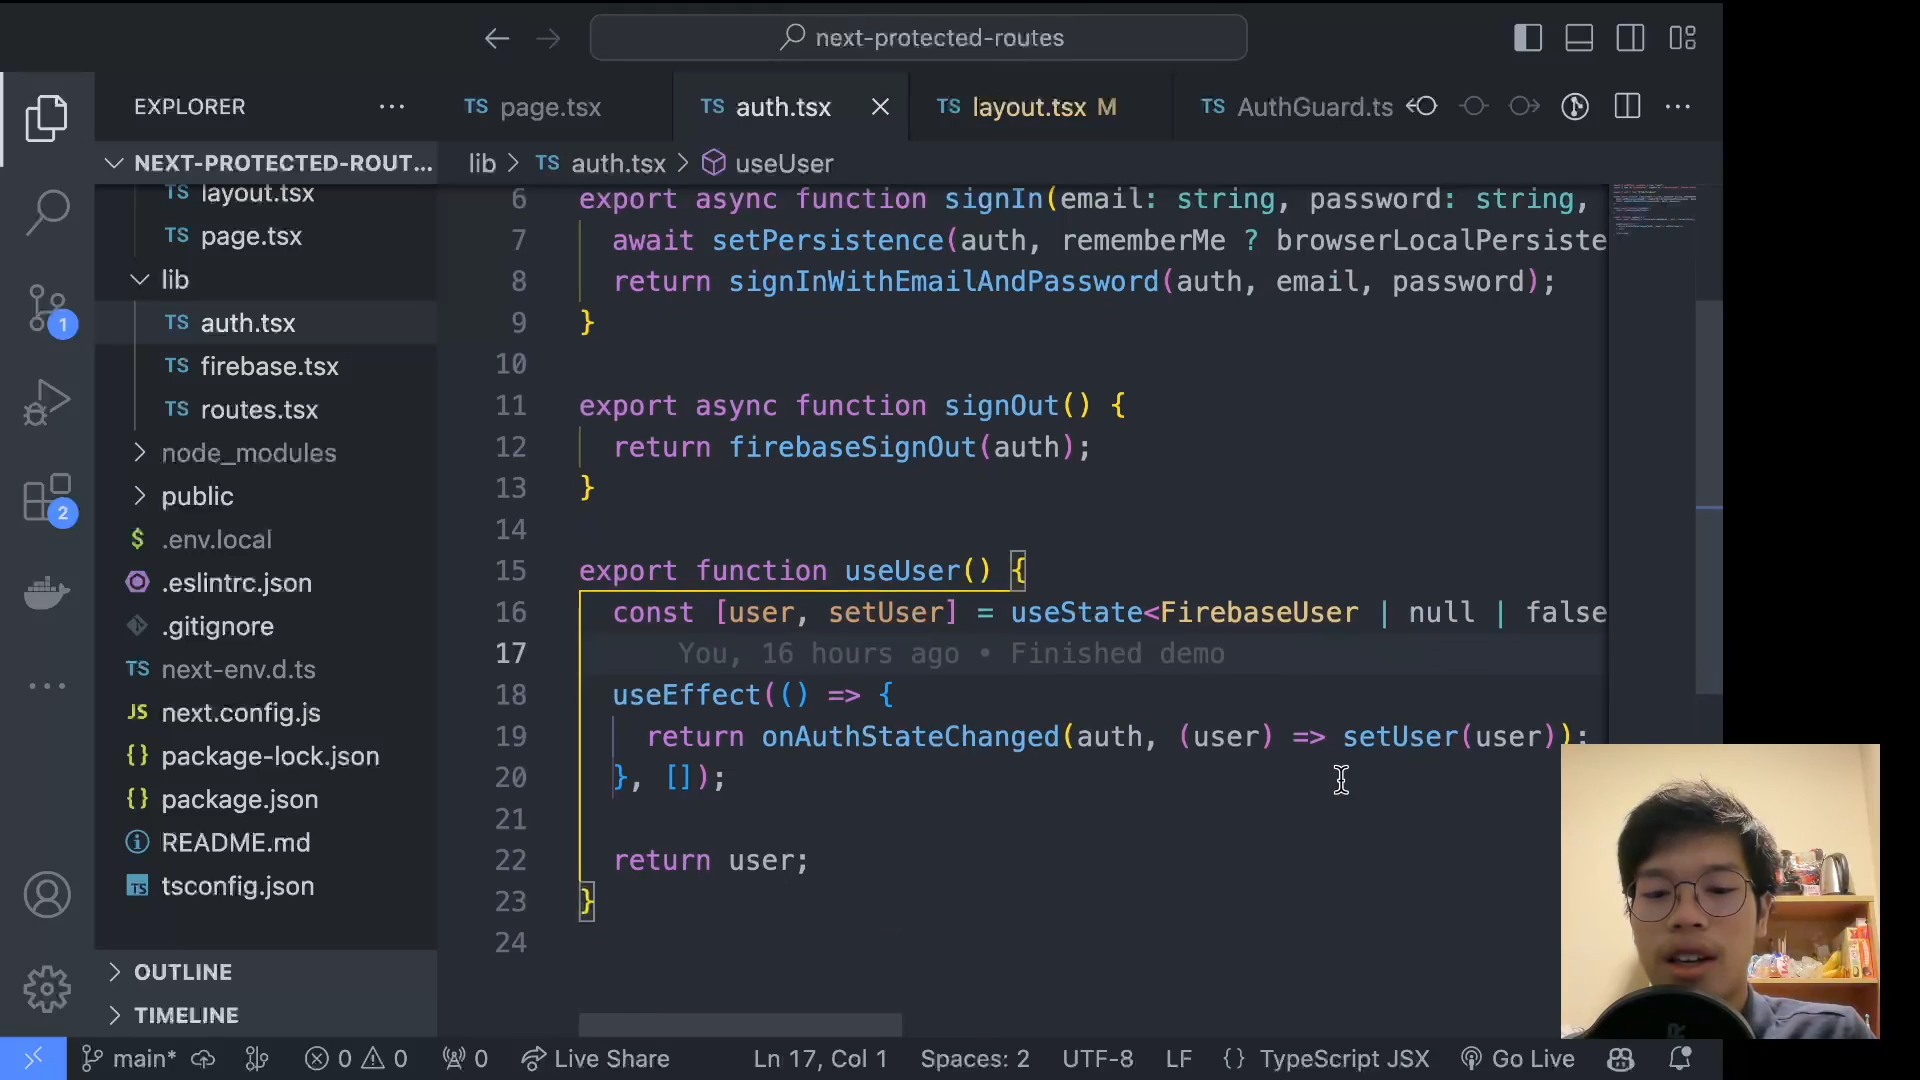 next-protected-routes
EXPLORER
TS page.tsx
TS auth.tsx
TS layout.tsx M
TS AuthGuard.ts
NEXT-PROTECTED-ROUT...
lib > TS auth.tsx > useUser
TS layout.tsx
TS page.tsx
lib
TS auth.tsx
TS firebase.tsx
TS routes.tsx
node_modules
public
$ .env.local
.eslintrc.json
.gitignore
TS next-env.d.ts
JS next.config.js
{} package-lock.json
{} package.json
README.md
TS tsconfig.json
OUTLINE
TIMELINE
1
2
6 export async function signIn(email: string, password: string,
7 await setPersistence(auth, rememberMe ? browserLocalPersiste
8 return signInWithEmailAndPassword(auth, email, password);
9 }
10
11 export async function signOut() {
12 return firebaseSignOut(auth);
13 }
14
15 export function useUser() {
16 const [user, setUser] = useState<FirebaseUser | null | false
17 You, 16 hours ago • Finished demo
18 useEffect(() => {
19 return onAuthStateChanged(auth, (user) => setUser(user));
20 }, []);
21
22 return user;
23 }
24
main* 0 0 0 Live Share Ln 17, Col 1 Spaces: 2 UTF-8 LF {} TypeScript JSX Go Live